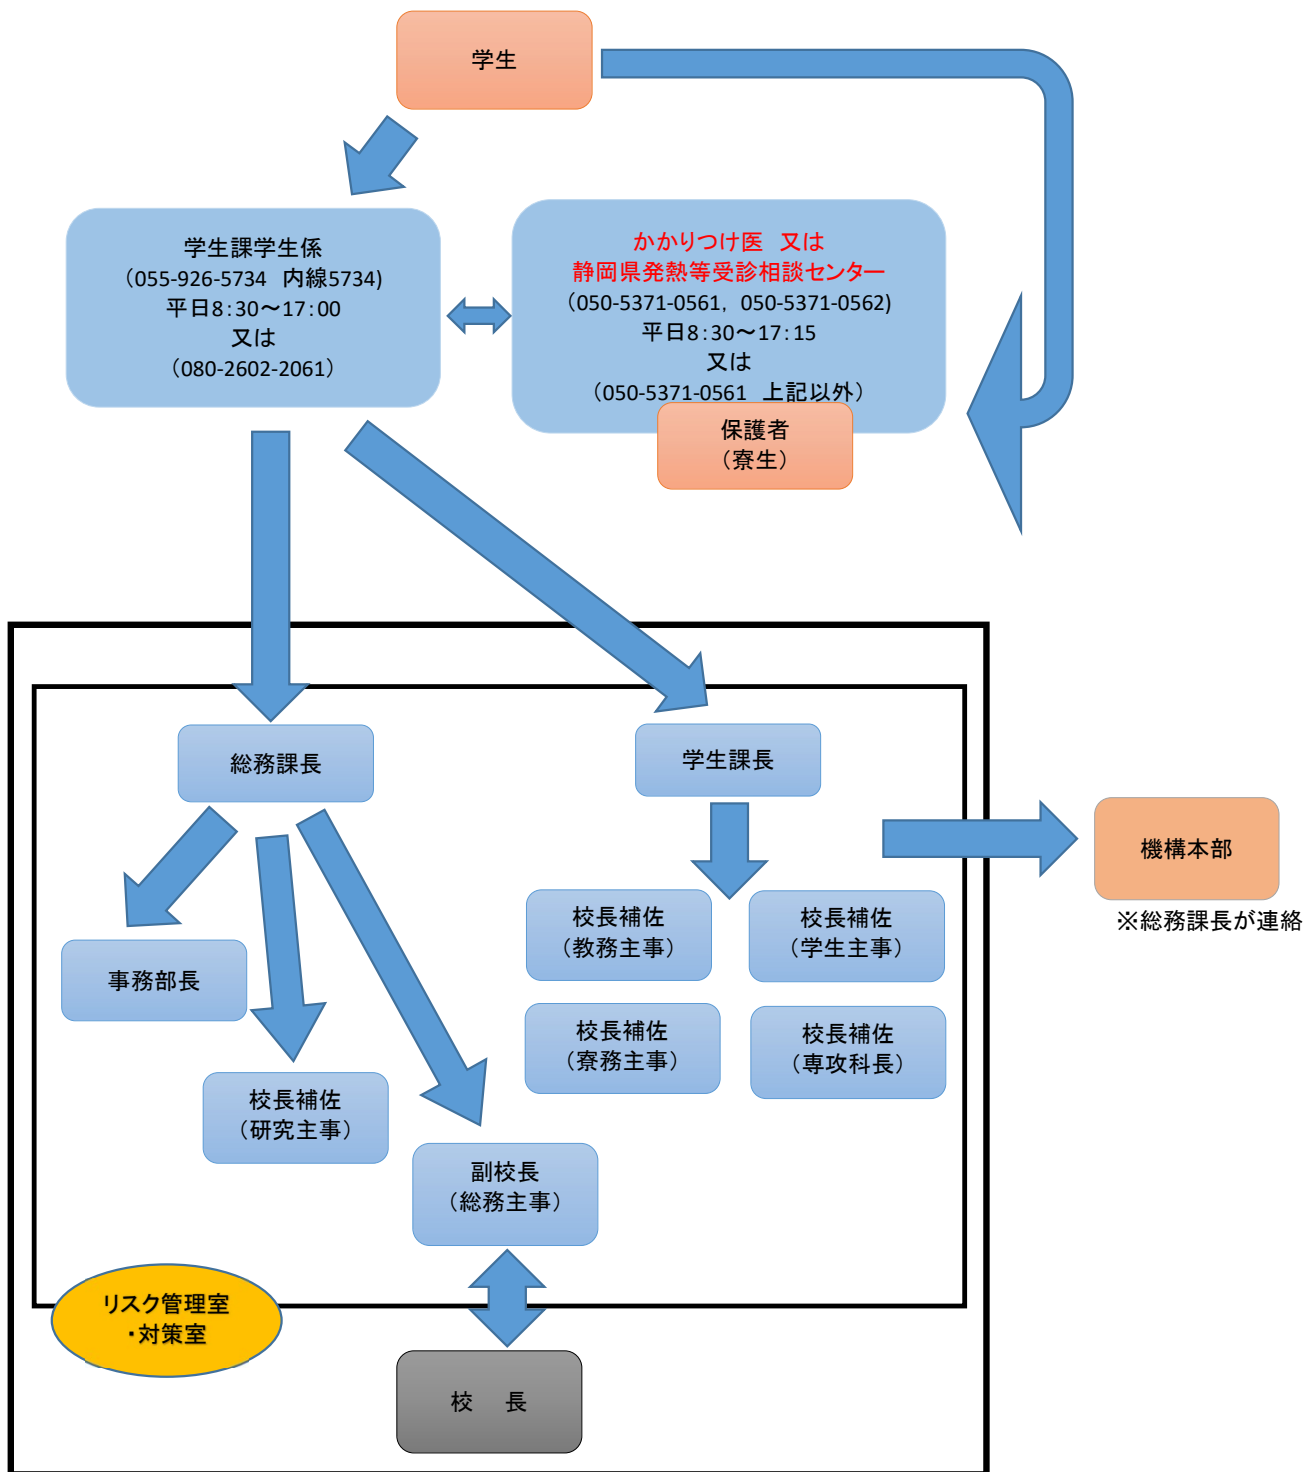 学生
学生課学生係
（055-926-5734　内線5734)
平日8：30～17：00
又は
（080-2602-2061）
かかりつけ医　又は
静岡県発熱等受診相談センター
（050-5371-0561，050-5371-0562)
平日8：30～17：15
又は
（050-5371-0561　上記以外）
保護者
（寮生）
総務課長
学生課長
機構本部
※総務課長が連絡
校長補佐
（教務主事）
校長補佐
（学生主事）
事務部長
校長補佐
（寮務主事）
校長補佐
（専攻科長）
校長補佐
（研究主事）
副校長
（総務主事）
リスク管理室
・対策室
校　長